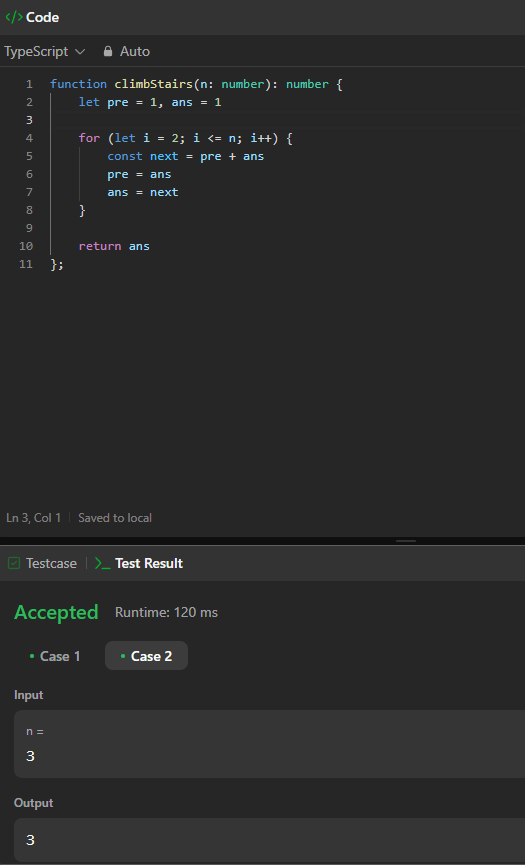 </> Code
TypeScript Auto
1 function climbStairs(n: number): number {
2     let pre = 1, ans = 1
3
4     for (let i = 2; i <= n; i++) {
5         const next = pre + ans
6         pre = ans
7         ans = next
8     }
9
10     return ans
11 };
Ln 3, Col 1 | Saved to local
Testcase | >_ Test Result
Accepted Runtime: 120 ms
• Case 1 • Case 2
Input
n =
3
Output
3